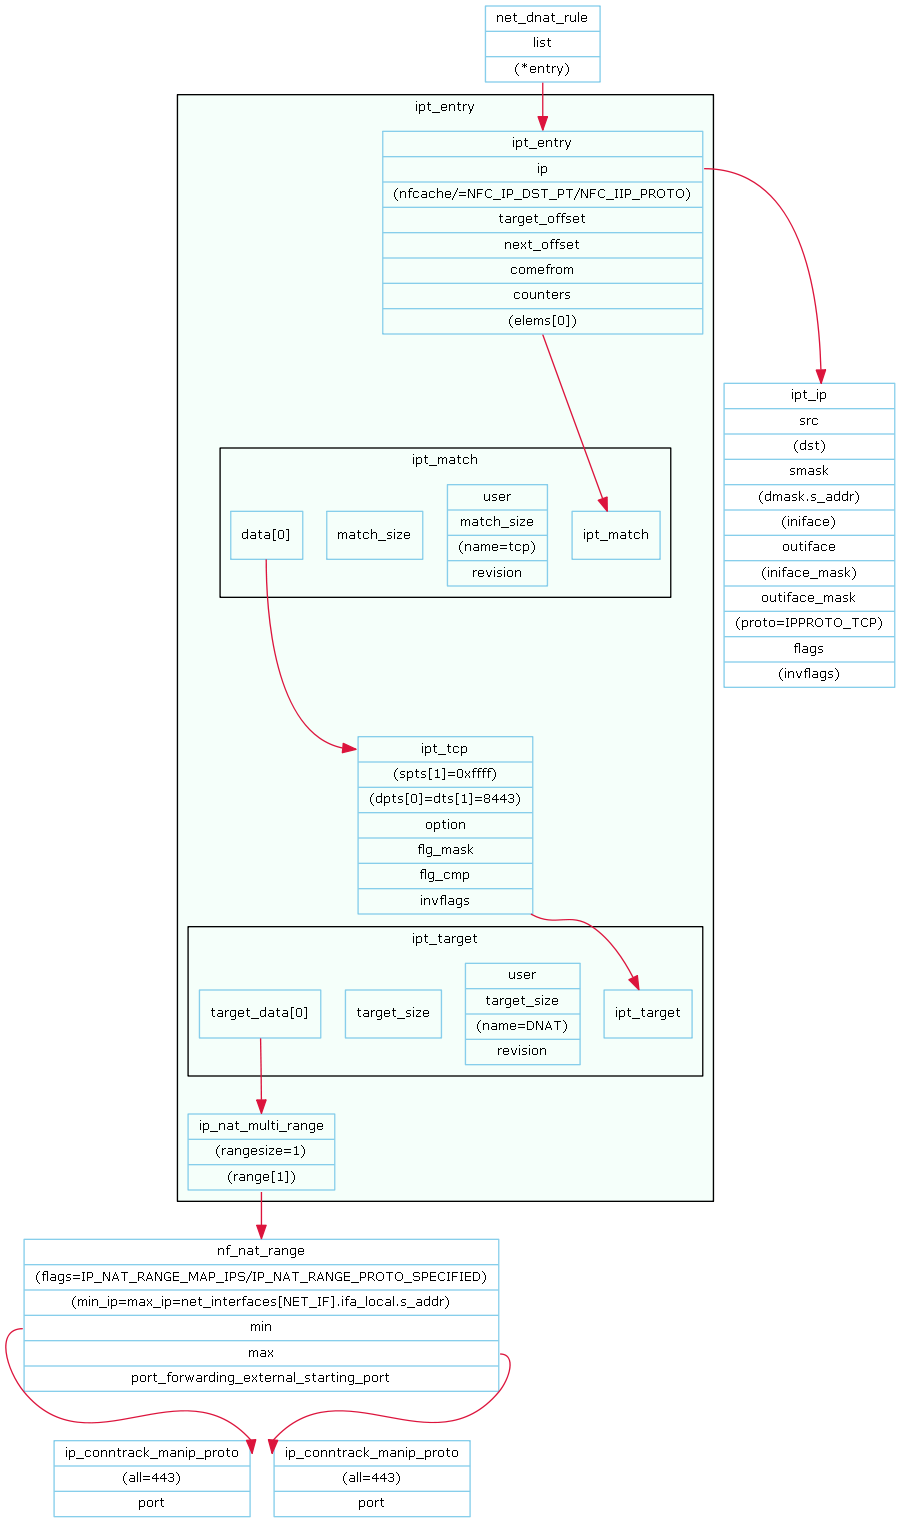 net_dnat_rule
list
(*entry)
ipt_entry
ipt_entry
ip
(nfcache/=NFC_IP_DST_PT/NFC_IIP_PROTO)
target_offset
next_offset
comefrom
counters
(elems[0])
ipt_ip
src
(dst)
smask
(dmask.s_addr)
(iniface)
outiface
(iniface_mask)
outiface_mask
(proto=IPPROTO_TCP)
flags
(invflags)
ipt_match
data[0]
match_size
user
match_size
(name=tcp)
revision
ipt_match
ipt_tcp
(spts[1]=0xffff)
(dpts[0]=dts[1]=8443)
option
flg_mask
flg_cmp
invflags
ipt_target
target_data[0]
target_size
user
target_size
(name=DNAT)
revision
ipt_target
ip_nat_multi_range
(rangesize=1)
(range[1])
nf_nat_range
(flags=IP_NAT_RANGE_MAP_IPS/IP_NAT_RANGE_PROTO_SPECIFIED)
(min_ip=max_ip=net_interfaces[NET_IF].ifa_local.s_addr)
min
max
port_forwarding_external_starting_port
ip_conntrack_manip_proto
(all=443)
port
ip_conntrack_manip_proto
(all=443)
port